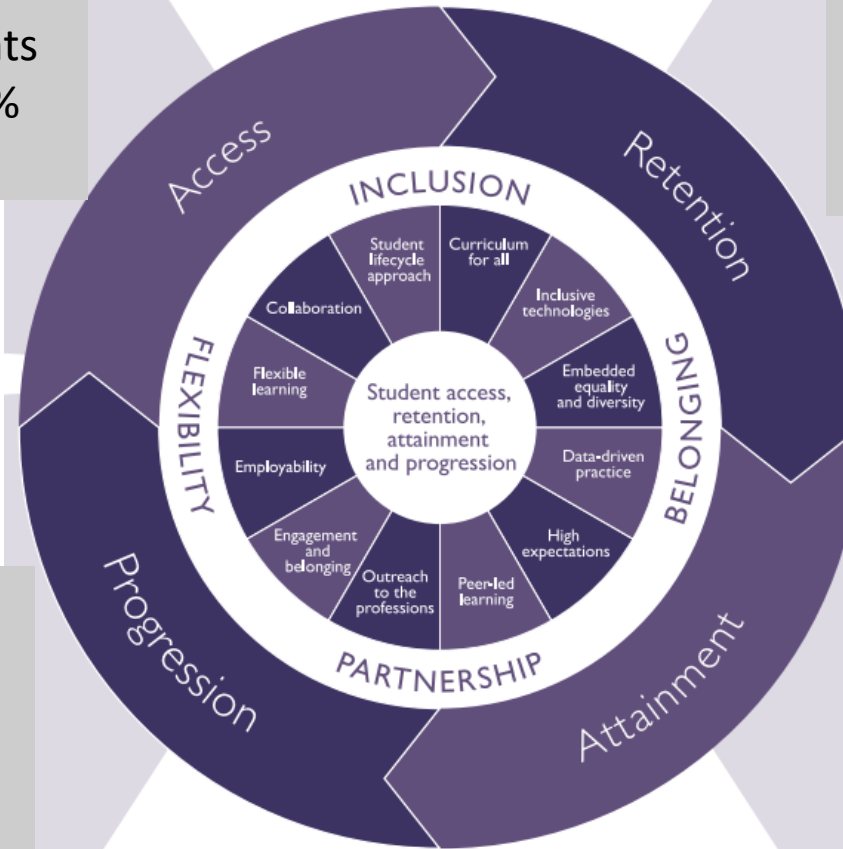 %
Access
Retention
Attainment
Progression
INCLUSION
BELONGING
PARTNERSHIP
FLEXIBILITY
Student
lifecycle
approach
Curriculum
for all
Inclusive
technologies
Embedded
equality
and diversity
Data-driven
practice
High
expectations
Peer-led
learning
Outreach
to the
professions
Engagement
and
belonging
Employability
Flexible
learning
Collaboration
Student access,
retention,
attainment
and progression